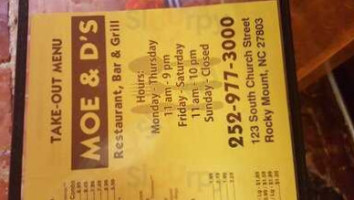 TAKE-OUT MENU
MOE & D'S
Restaurant, Bar & Grill
Hours:
Monday - Thursday
11 am - 9 pm
Friday - Saturday
11 am - 10 pm
Sunday - Closed
252-977-3000
123 South Church Street
Rocky Mount, NC 27803